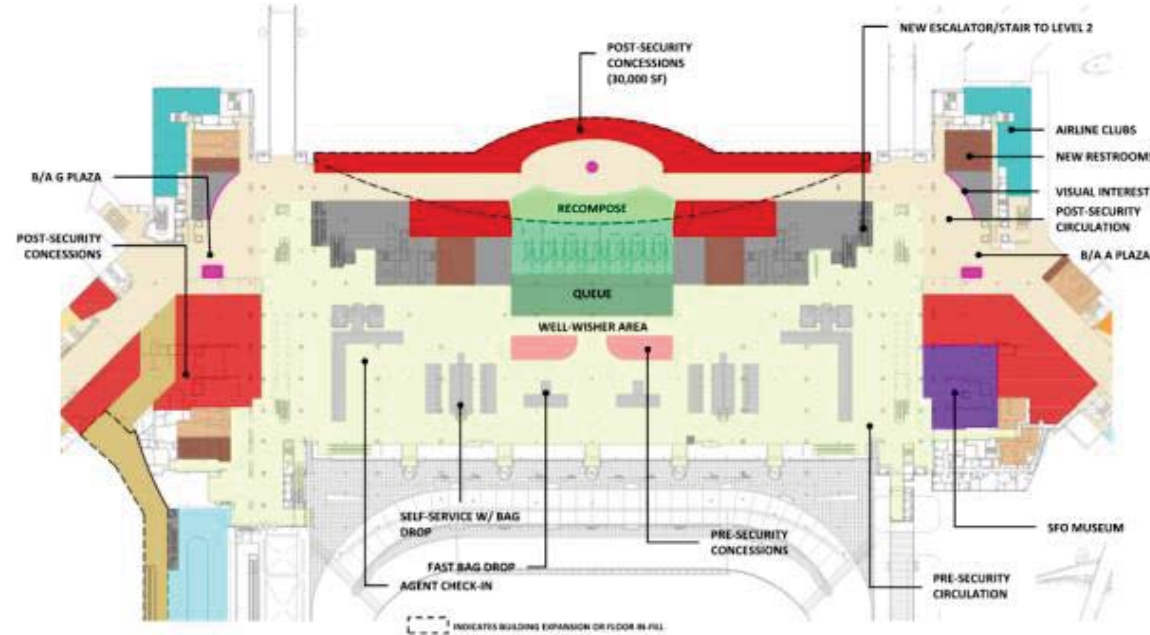 POST-SECURITY
CONCESSIONS
(30,000 SF)
NEW ESCALATOR/STAIR TO LEVEL 2
AIRLINE CLUBS
NEW RESTROOMS
VISUAL INTEREST
POST-SECURITY
CIRCULATION
B/A A PLAZA
B/A G PLAZA
POST-SECURITY
CONCESSIONS
RECOMPOSE
QUEUE
WELL-WISHER AREA
SELF-SERVICE W/ BAG
DROP
FAST BAG DROP
AGENT CHECK-IN
PRE-SECURITY
CONCESSIONS
SFO MUSEUM
PRE-SECURITY
CIRCULATION
INDICATES BUILDING EXPANSION OR FLOOR IN-FILL